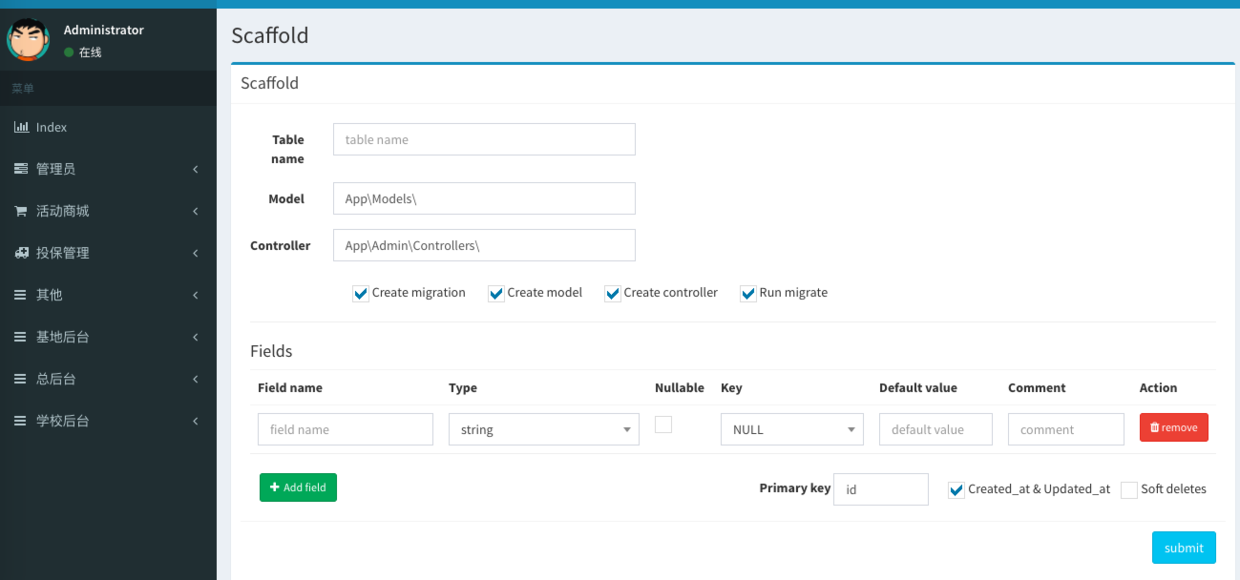 Administrator
在线
菜单
Index
管理员
活动商城
投保管理
其他
基地后台
总后台
学校后台
Scaffold
Scaffold
Table name
table name
Model
App\Models\
Controller
App\Admin\Controllers\
Create migration Create model Create controller Run migrate
Fields
Field name Type Nullable Key Default value Comment Action
field name string NULL default value comment remove
Add field Primary key id Created_at & Updated_at Soft deletes
submit